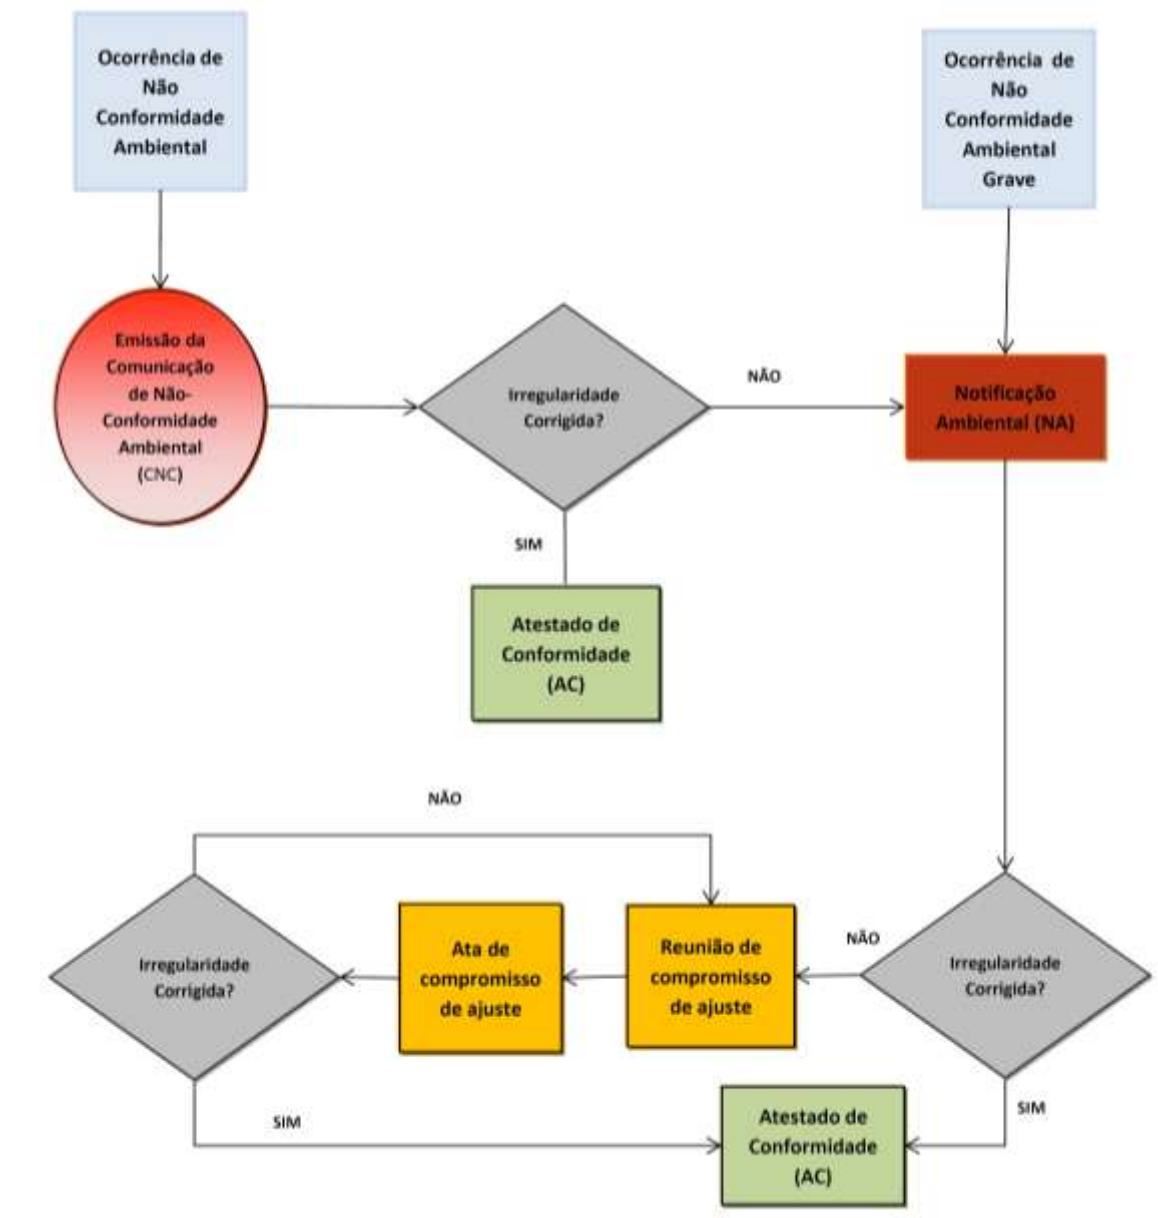 Ocorrência de
Não
Conformidade
Ambiental
Ocorrência de
Não
Conformidade
Ambiental
Grave
Emissão da
Comunicação
de Não-
Conformidade
Ambiental
(CNC)
Irregularidade
Corrigida?
NÃO
Notificação
Ambiental (NA)
SIM
Atestado de
Conformidade
(AC)
NÃO
Irregularidade
Corrigida?
Ata de
compromisso
de ajuste
Reunião de
compromisso
de ajuste
NÃO
Irregularidade
Corrigida?
SIM
Atestado de
Conformidade
(AC)
SIM